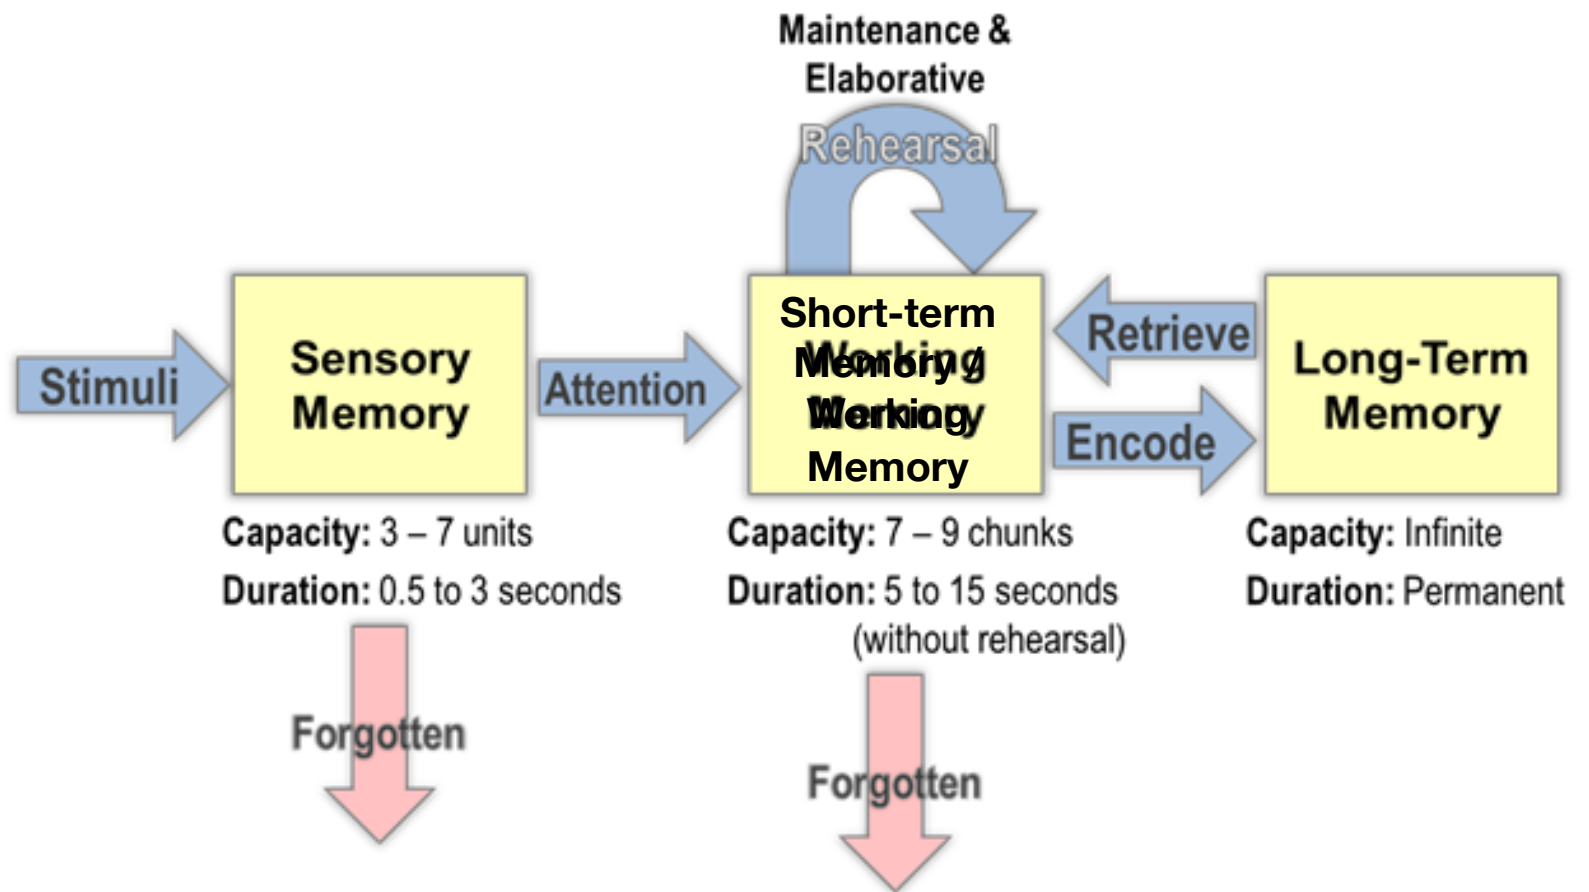 Maintenance &
Elaborative
Rehearsal
Stimuli
Sensory
Memory
Attention
Short-term
Memory /
Working
Memory
Working
Memory
Retrieve
Encode
Long-Term
Memory
Capacity: 3 – 7 units
Duration: 0.5 to 3 seconds
Forgotten
Capacity: 7 – 9 chunks
Duration: 5 to 15 seconds
(without rehearsal)
Forgotten
Capacity: Infinite
Duration: Permanent